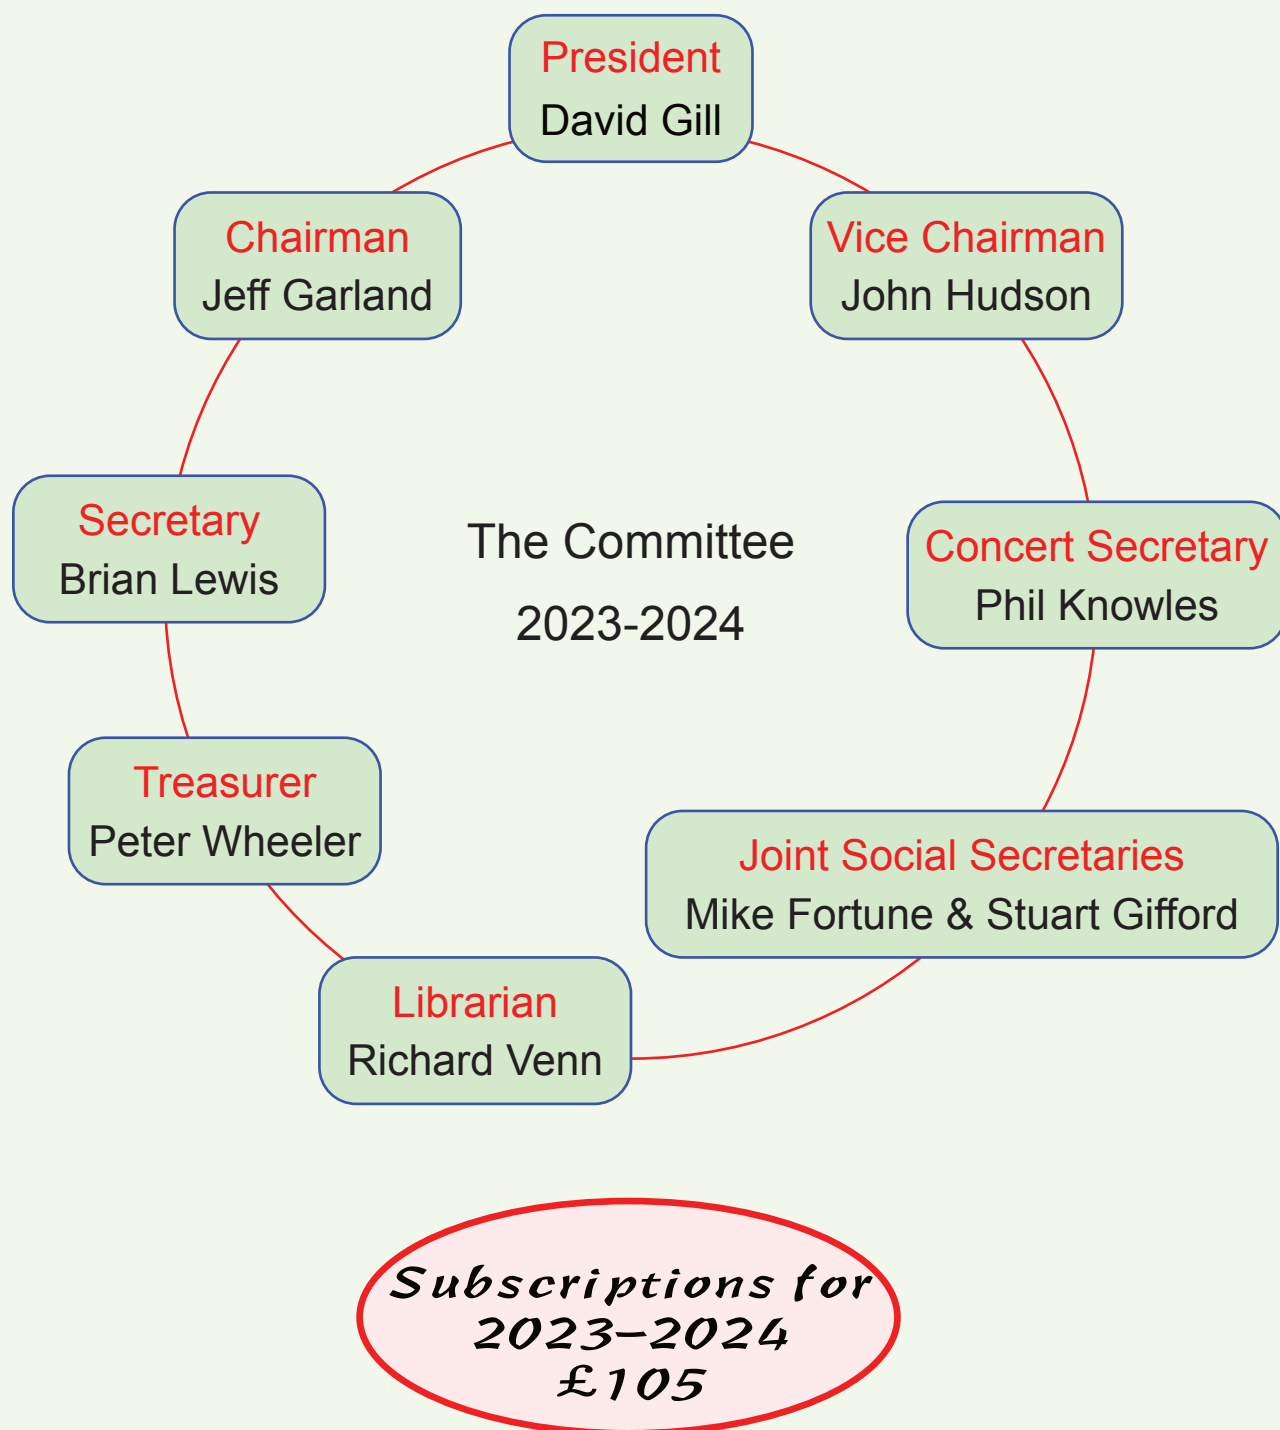 President
David Gill
Chairman
Jeff Garland
Vice Chairman
John Hudson
Secretary
Brian Lewis
The Committee
2023-2024
Concert Secretary
Phil Knowles
Treasurer
Peter Wheeler
Joint Social Secretaries
Mike Fortune & Stuart Gifford
Librarian
Richard Venn
Subscriptions for
2023–2024
£105